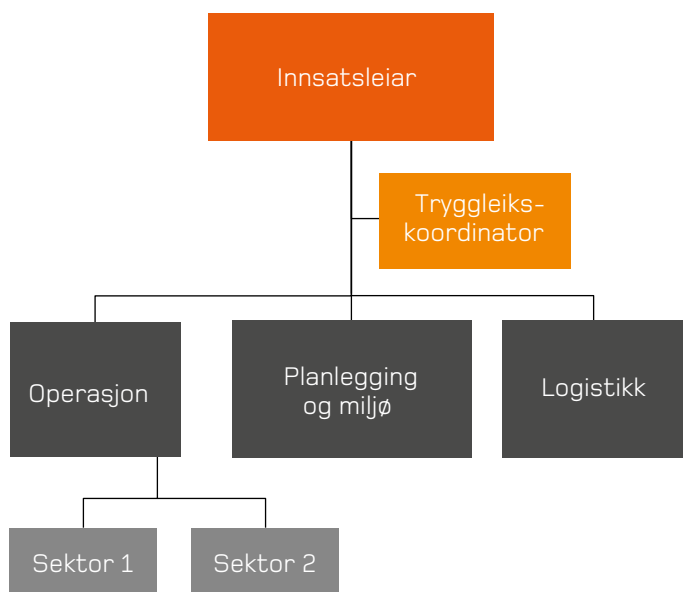 Innsatsleiar
Tryggleiks-
koordinator
Operasjon
Planlegging
og miljø
Logistikk
Sektor 1
Sektor 2